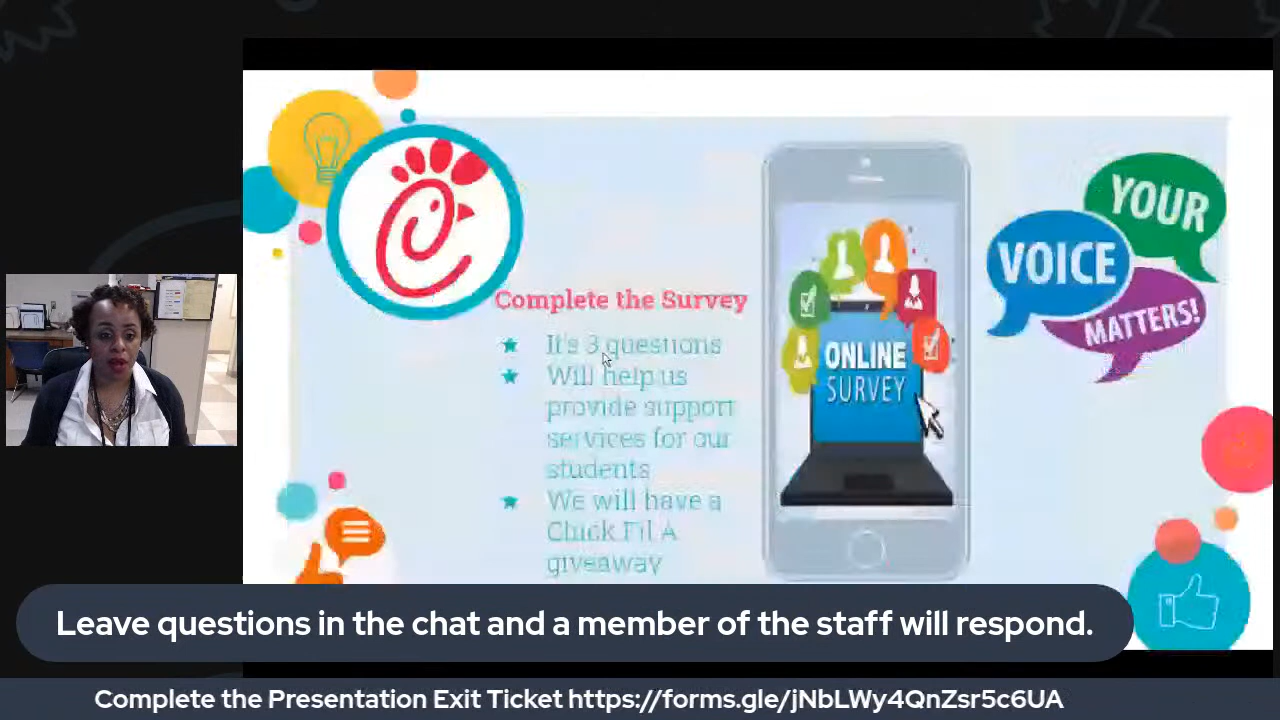 Complete the Survey
It's 3 questions
Will help us
provide support
services for our
students
We will have a
Chick Fil A
giveaway
ONLINE
SURVEY
YOUR
VOICE
MATTERS!
Leave questions in the chat and a member of the staff will respond.
Complete the Presentation Exit Ticket https://forms.gle/jNbLWy4QnZsr5c6UA